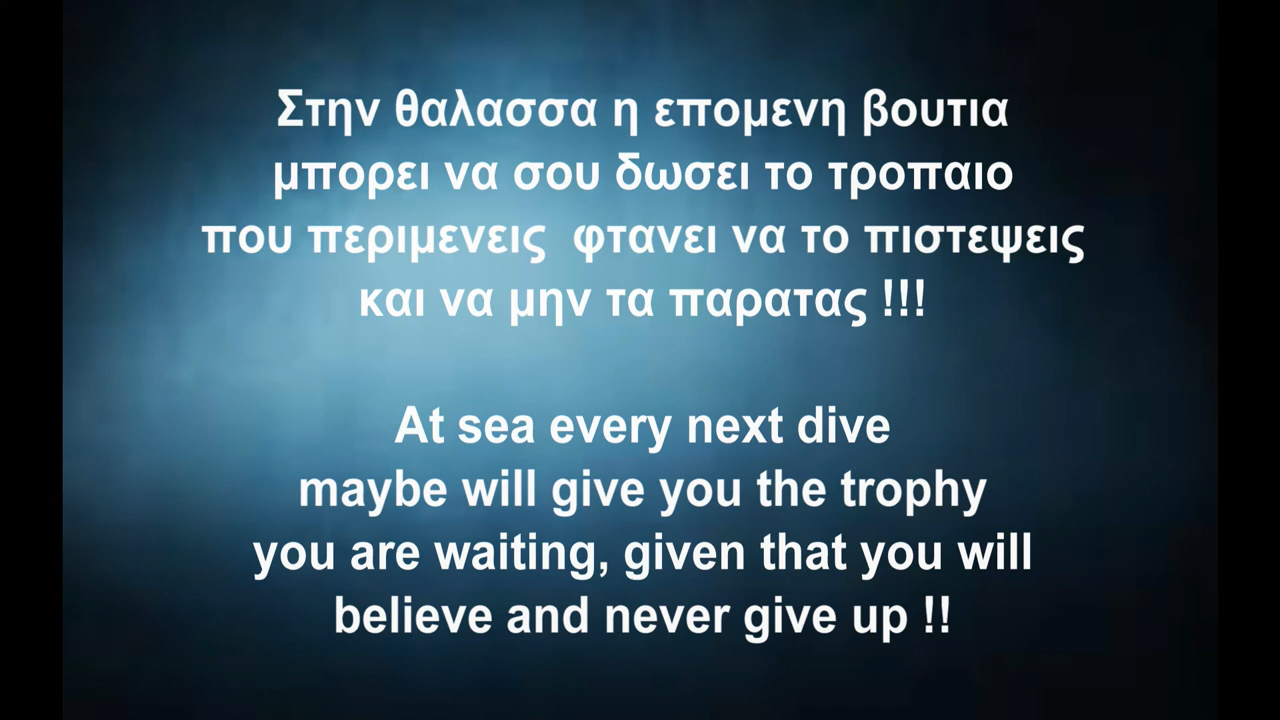 Στην θαλασσα η επομενη βουτια
μπορει να σου δωσει το τροπαιο
που περιμενεις  φτανει να το πιστεψεις
και να μην τα παρατας !!!
At sea every next dive
maybe will give you the trophy
you are waiting, given that you will
believe and never give up !!